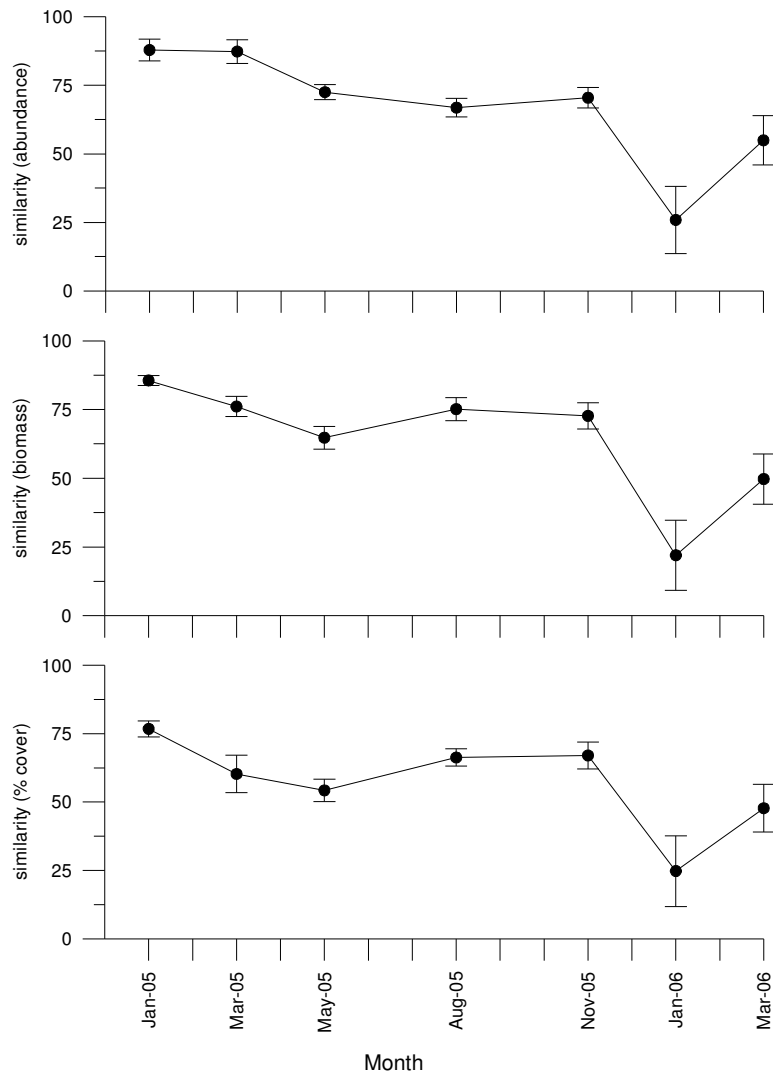 100
75
50
25
0
similarity (abundance)
100
75
50
25
0
similarity (biomass)
100
75
50
25
0
similarity (% cover)
Jan-05
Mar-05
May-05
Aug-05
Nov-05
Jan-06
Mar-06
Month